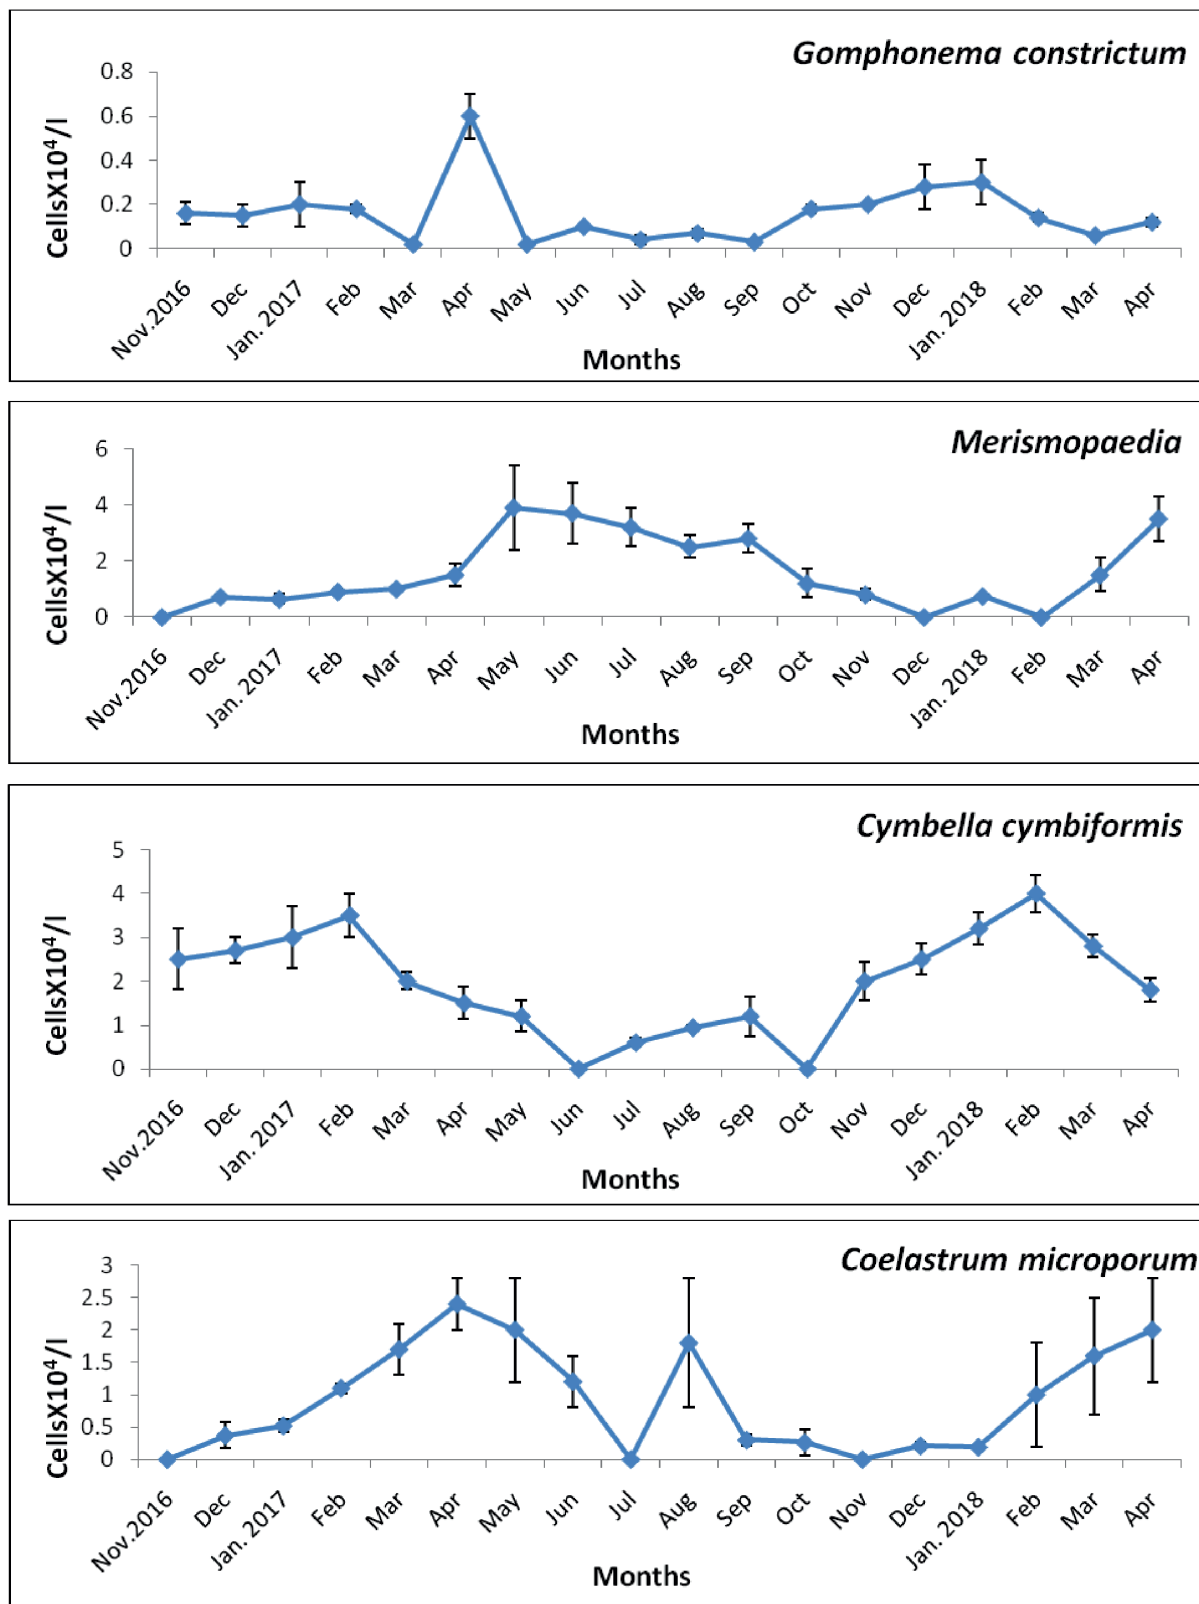 Gomphonema constrictum
0.8
0.6
0.4
0.2
0
CellsX10⁴/l
Nov.2016 Dec Jan. 2017 Feb Mar Apr May Jun Jul Aug Sep Oct Nov Dec Jan. 2018 Feb Mar Apr
Months
Merismopaedia
6
4
2
0
CellsX10⁴/l
Nov.2016 Dec Jan. 2017 Feb Mar Apr May Jun Jul Aug Sep Oct Nov Dec Jan. 2018 Feb Mar Apr
Months
Cymbella cymbiformis
5
4
3
2
1
0
CellsX10⁴/l
Nov.2016 Dec Jan. 2017 Feb Mar Apr May Jun Jul Aug Sep Oct Nov Dec Jan. 2018 Feb Mar Apr
Months
Coelastrum microporum
3
2.5
2
1.5
1
0.5
0
CellsX10⁴/l
Nov.2016 Dec Jan. 2017 Feb Mar Apr May Jun Jul Aug Sep Oct Nov Dec Jan. 2018 Feb Mar Apr
Months